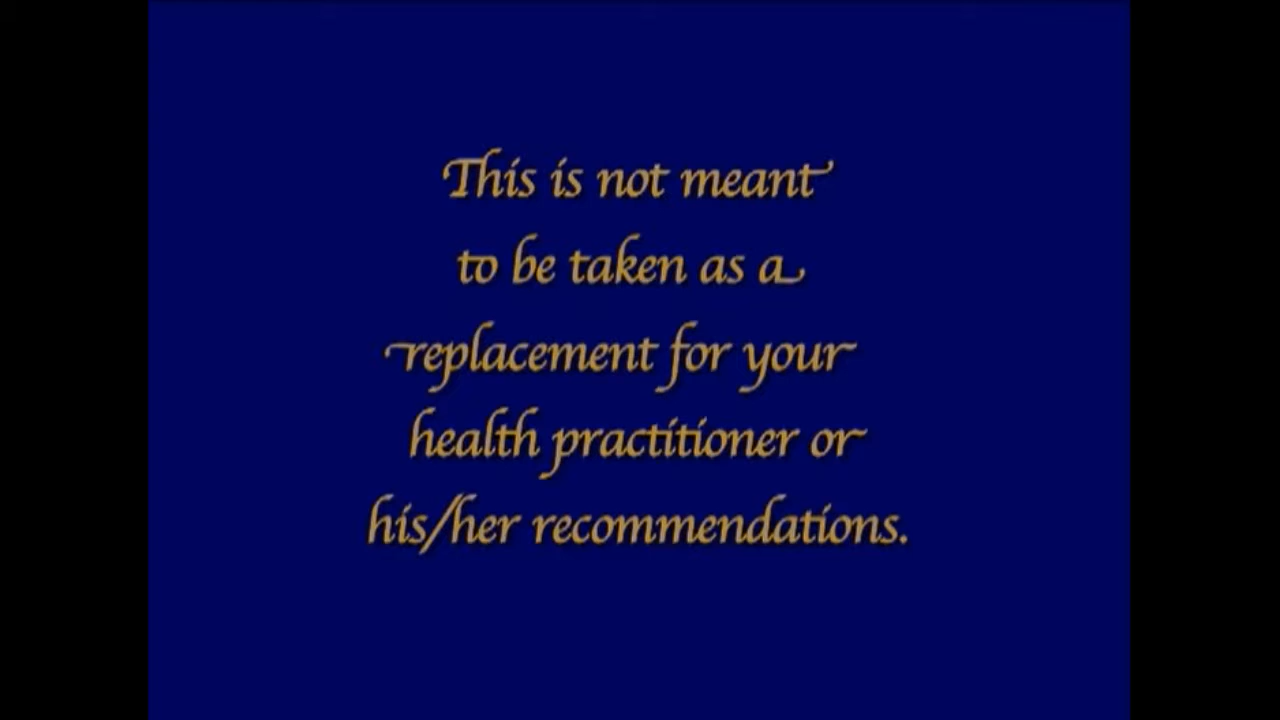 This is not meant
to be taken as a
replacement for your
health practitioner or
his/her recommendations.